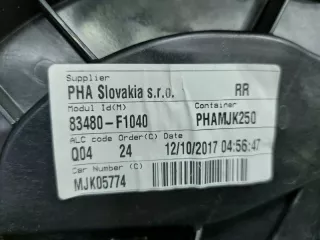 Supplier
PHA Slovakia s.r.o. RR
Modul Id(M) Container
83480-F1040 PHAMJK250
ALC code Order(C) Date
Q04 24 12/10/2017 04:56:47
Car Number (C)
MJK05774